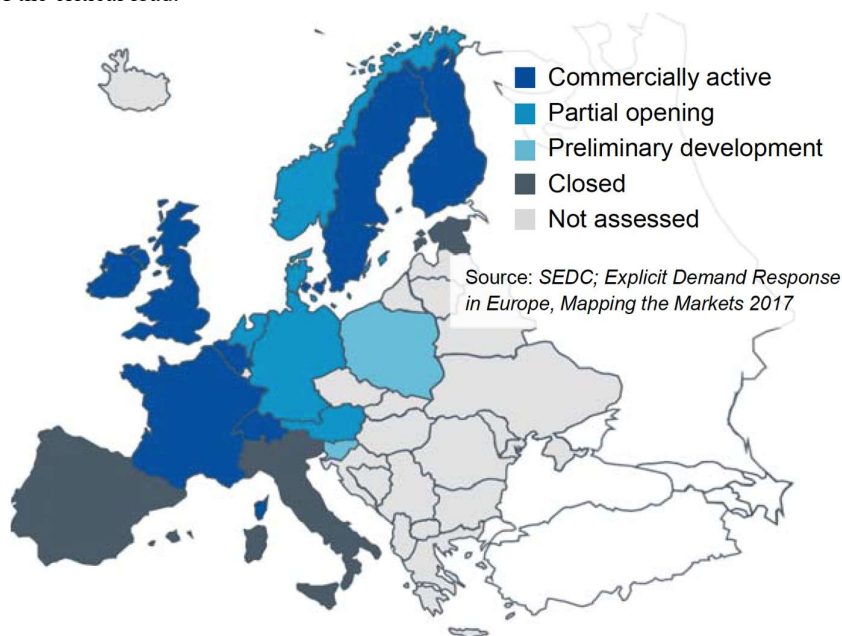 Commercially active
Partial opening
Preliminary development
Closed
Not assessed
Source: SEDC; Explicit Demand Response
in Europe, Mapping the Markets 2017